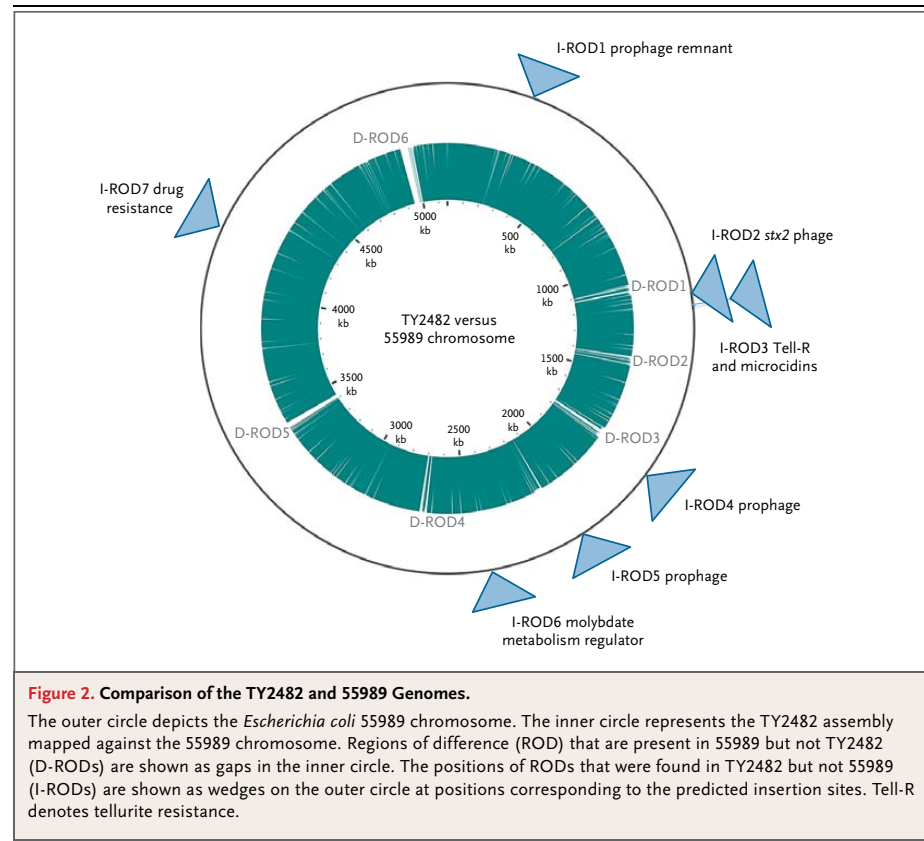 I-ROD1 prophage remnant
D-ROD6
I-ROD7 drug
resistance
5000
kb
500
kb
4500
kb
I-ROD2 stx2 phage
1000
kb
D-ROD1
4000
kb
TY2482 versus
55989 chromosome
I-ROD3 Tell-R
and microcidins
1500
kb
D-ROD2
3500
kb
2000
kb
3000
kb
2500
kb
D-ROD5
D-ROD3
I-ROD4 prophage
D-ROD4
I-ROD5 prophage
I-ROD6 molybdate
metabolism regulator
Figure 2. Comparison of the TY2482 and 55989 Genomes.
The outer circle depicts the Escherichia coli 55989 chromosome. The inner circle represents the TY2482 assembly
mapped against the 55989 chromosome. Regions of difference (ROD) that are present in 55989 but not TY2482
(D-RODs) are shown as gaps in the inner circle. The positions of RODs that were found in TY2482 but not 55989
(I-RODs) are shown as wedges on the outer circle at positions corresponding to the predicted insertion sites. Tell-R
denotes tellurite resistance.